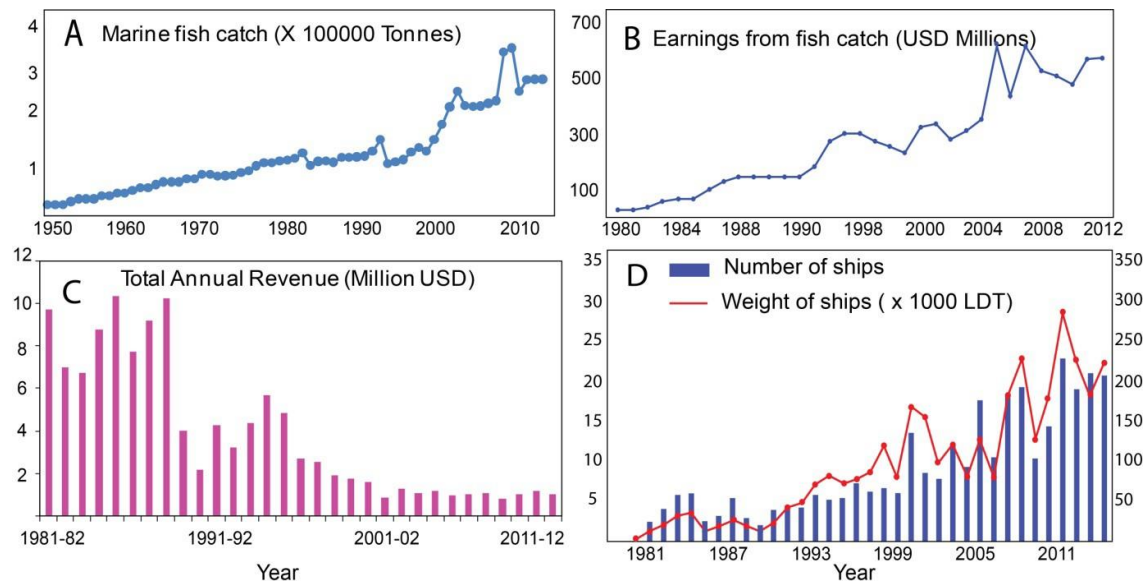 A Marine fish catch (X 100000 Tonnes)
4
3
2
1
1950 1960 1970 1980 1990 2000 2010
B Earnings from fish catch (USD Millions)
700
500
300
100
1980 1984 1988 1990 1998 2000 2004 2008 2012
C Total Annual Revenue (Million USD)
12
10
8
6
4
2
1981-82 1991-92 2001-02 2011-12
Year
D Number of ships
Weight of ships ( x 1000 LDT)
35 350
30 300
25 250
20 200
15 150
10 100
5 50
1981 1987 1993 1999 2005 2011
Year